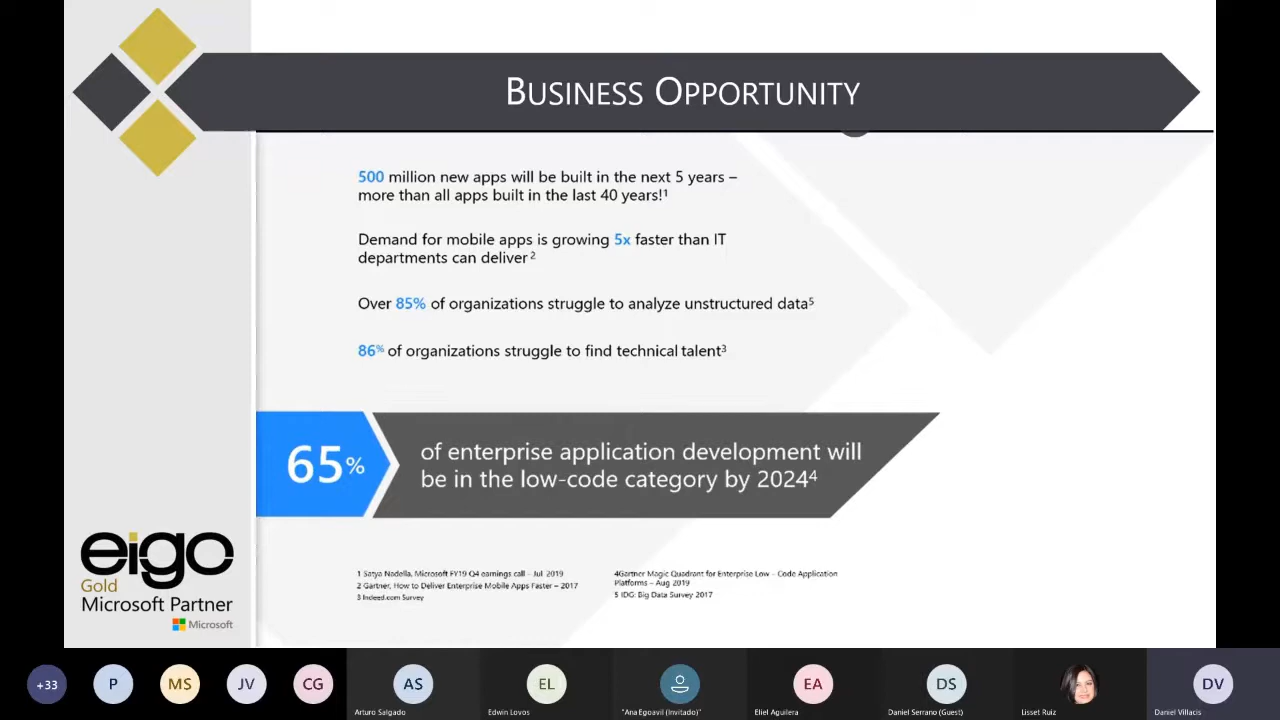 BUSINESS OPPORTUNITY
500 million new apps will be built in the next 5 years –
more than all apps built in the last 40 years!1
Demand for mobile apps is growing 5x faster than IT
departments can deliver 2
Over 85% of organizations struggle to analyze unstructured data5
86% of organizations struggle to find technical talent3
65%
of enterprise application development will
be in the low-code category by 20244
eigo
Gold
Microsoft Partner
Microsoft
1 Satya Nadella, Microsoft FY19 Q4 earnings call – Jul 2019
2 Gartner, How to Deliver Enterprise Mobile Apps Faster – 2017
3 Indeed.com Survey
4Gartner Magic Quadrant for Enterprise Low – Code Application
Platforms – Aug 2019
5 IDG: Big Data Survey 2017
+33
P
MS
JV
CG
AS
Arturo Salgado
EL
Edwin Lovos
"Ana Egoavil (Invitado)"
EA
Eliel Aguilera
DS
Daniel Serrano (Guest)
Lisset Ruiz
DV
Daniel Villacis